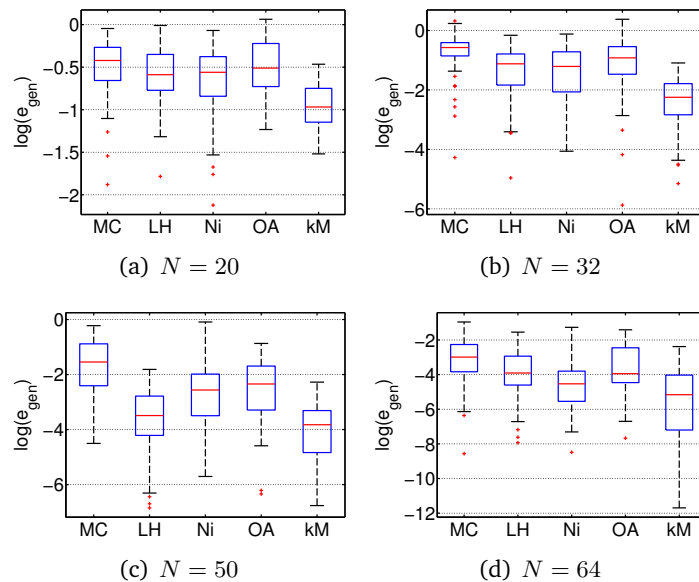 0
-0.5
-1
-1.5
-2
log(e_gen)
MC LH Ni OA kM
(a) N = 20
0
-2
-4
-6
log(e_gen)
MC LH Ni OA kM
(b) N = 32
0
-2
-4
-6
log(e_gen)
MC LH Ni OA kM
(c) N = 50
-2
-4
-6
-8
-10
-12
log(e_gen)
MC LH Ni OA kM
(d) N = 64